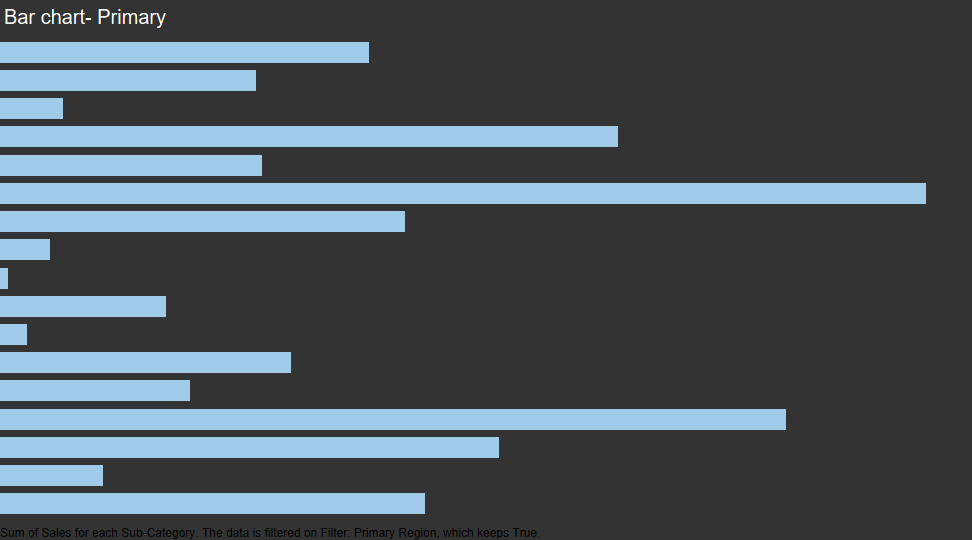 Bar chart- Primary
Sum of Sales for each Sub-Category. The data is filtered on Filter: Primary Region, which keeps True.